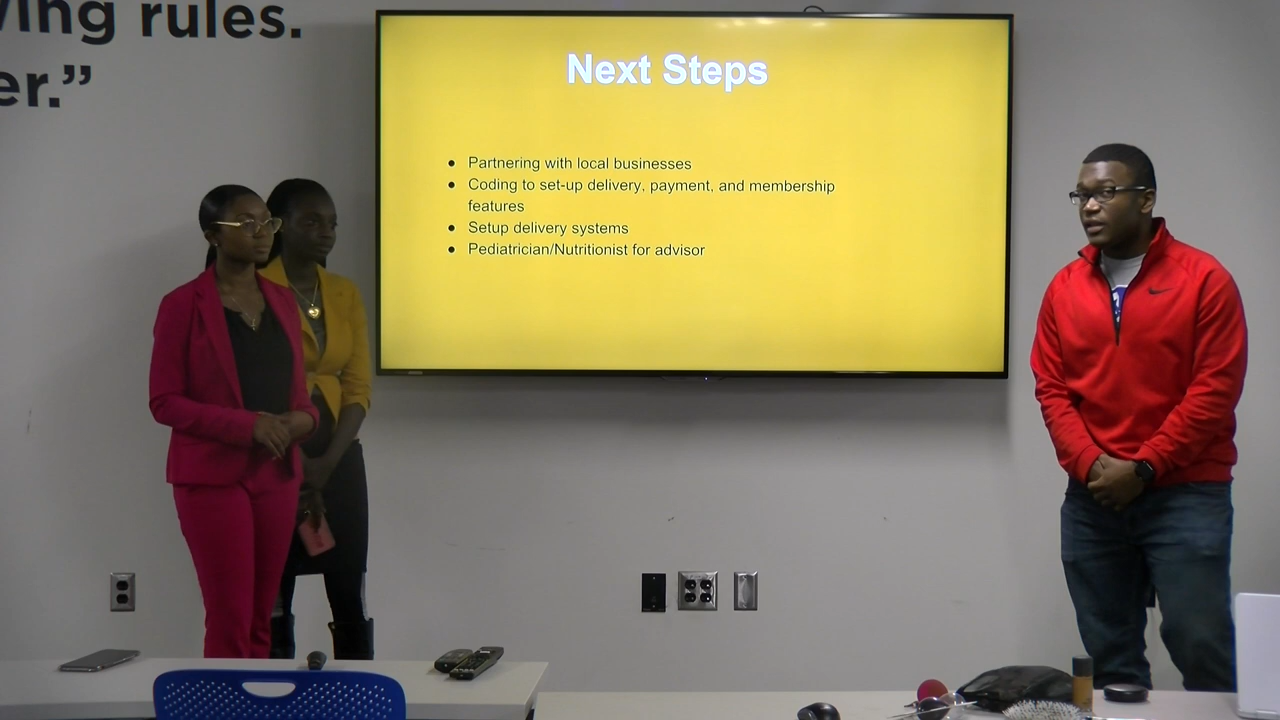 rules.
er.”
Next Steps
Partnering with local businesses
Coding to set-up delivery, payment, and membership
features
Setup delivery systems
Pediatrician/Nutritionist for advisor